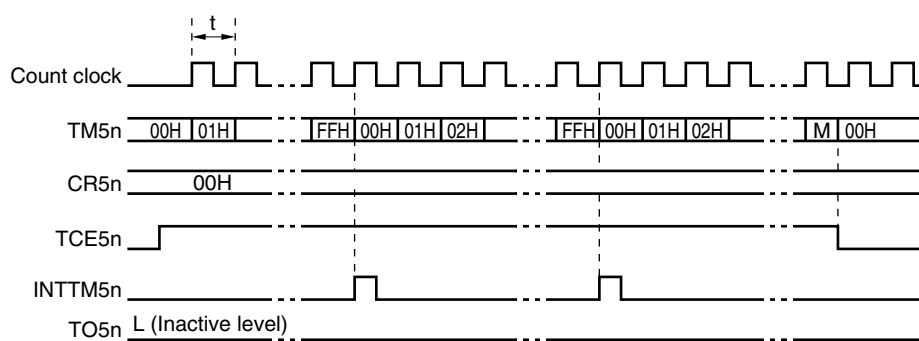 t
Count clock
TM5n 00H 01H FFH 00H 01H 02H FFH 00H 01H 02H M 00H
CR5n 00H
TCE5n
INTTM5n
TO5n L (Inactive level)